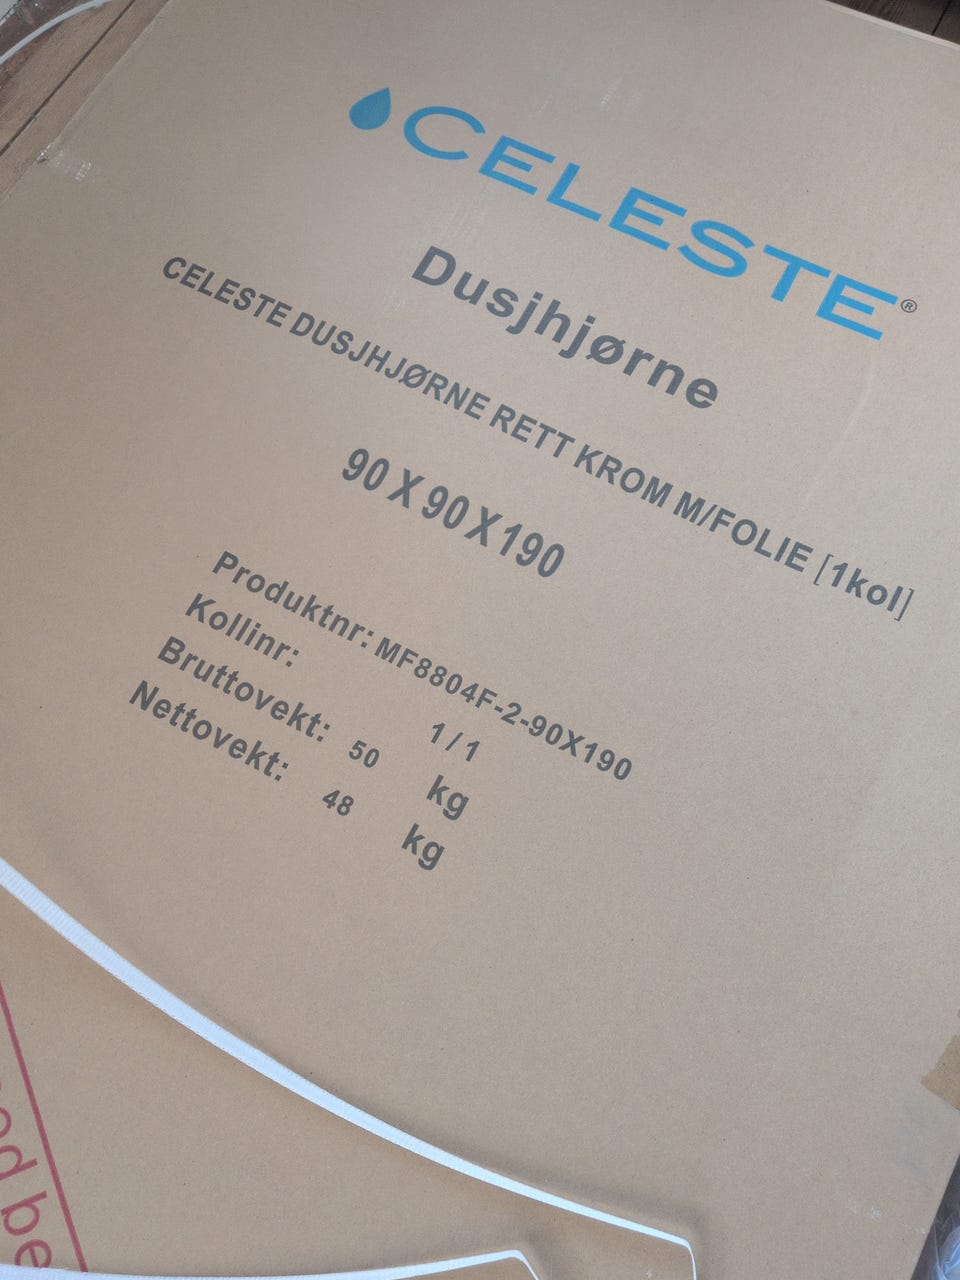 CELESTE®
Dusjhjørne
CELESTE DUSJHJØRNE RETT KROM M/FOLIE [1kol]
90 X 90 X 190
Produktnr: MF8804F-2-90X190
Kollinr: 1 / 1
Bruttovekt: 50 kg
Nettovekt: 48 kg
be